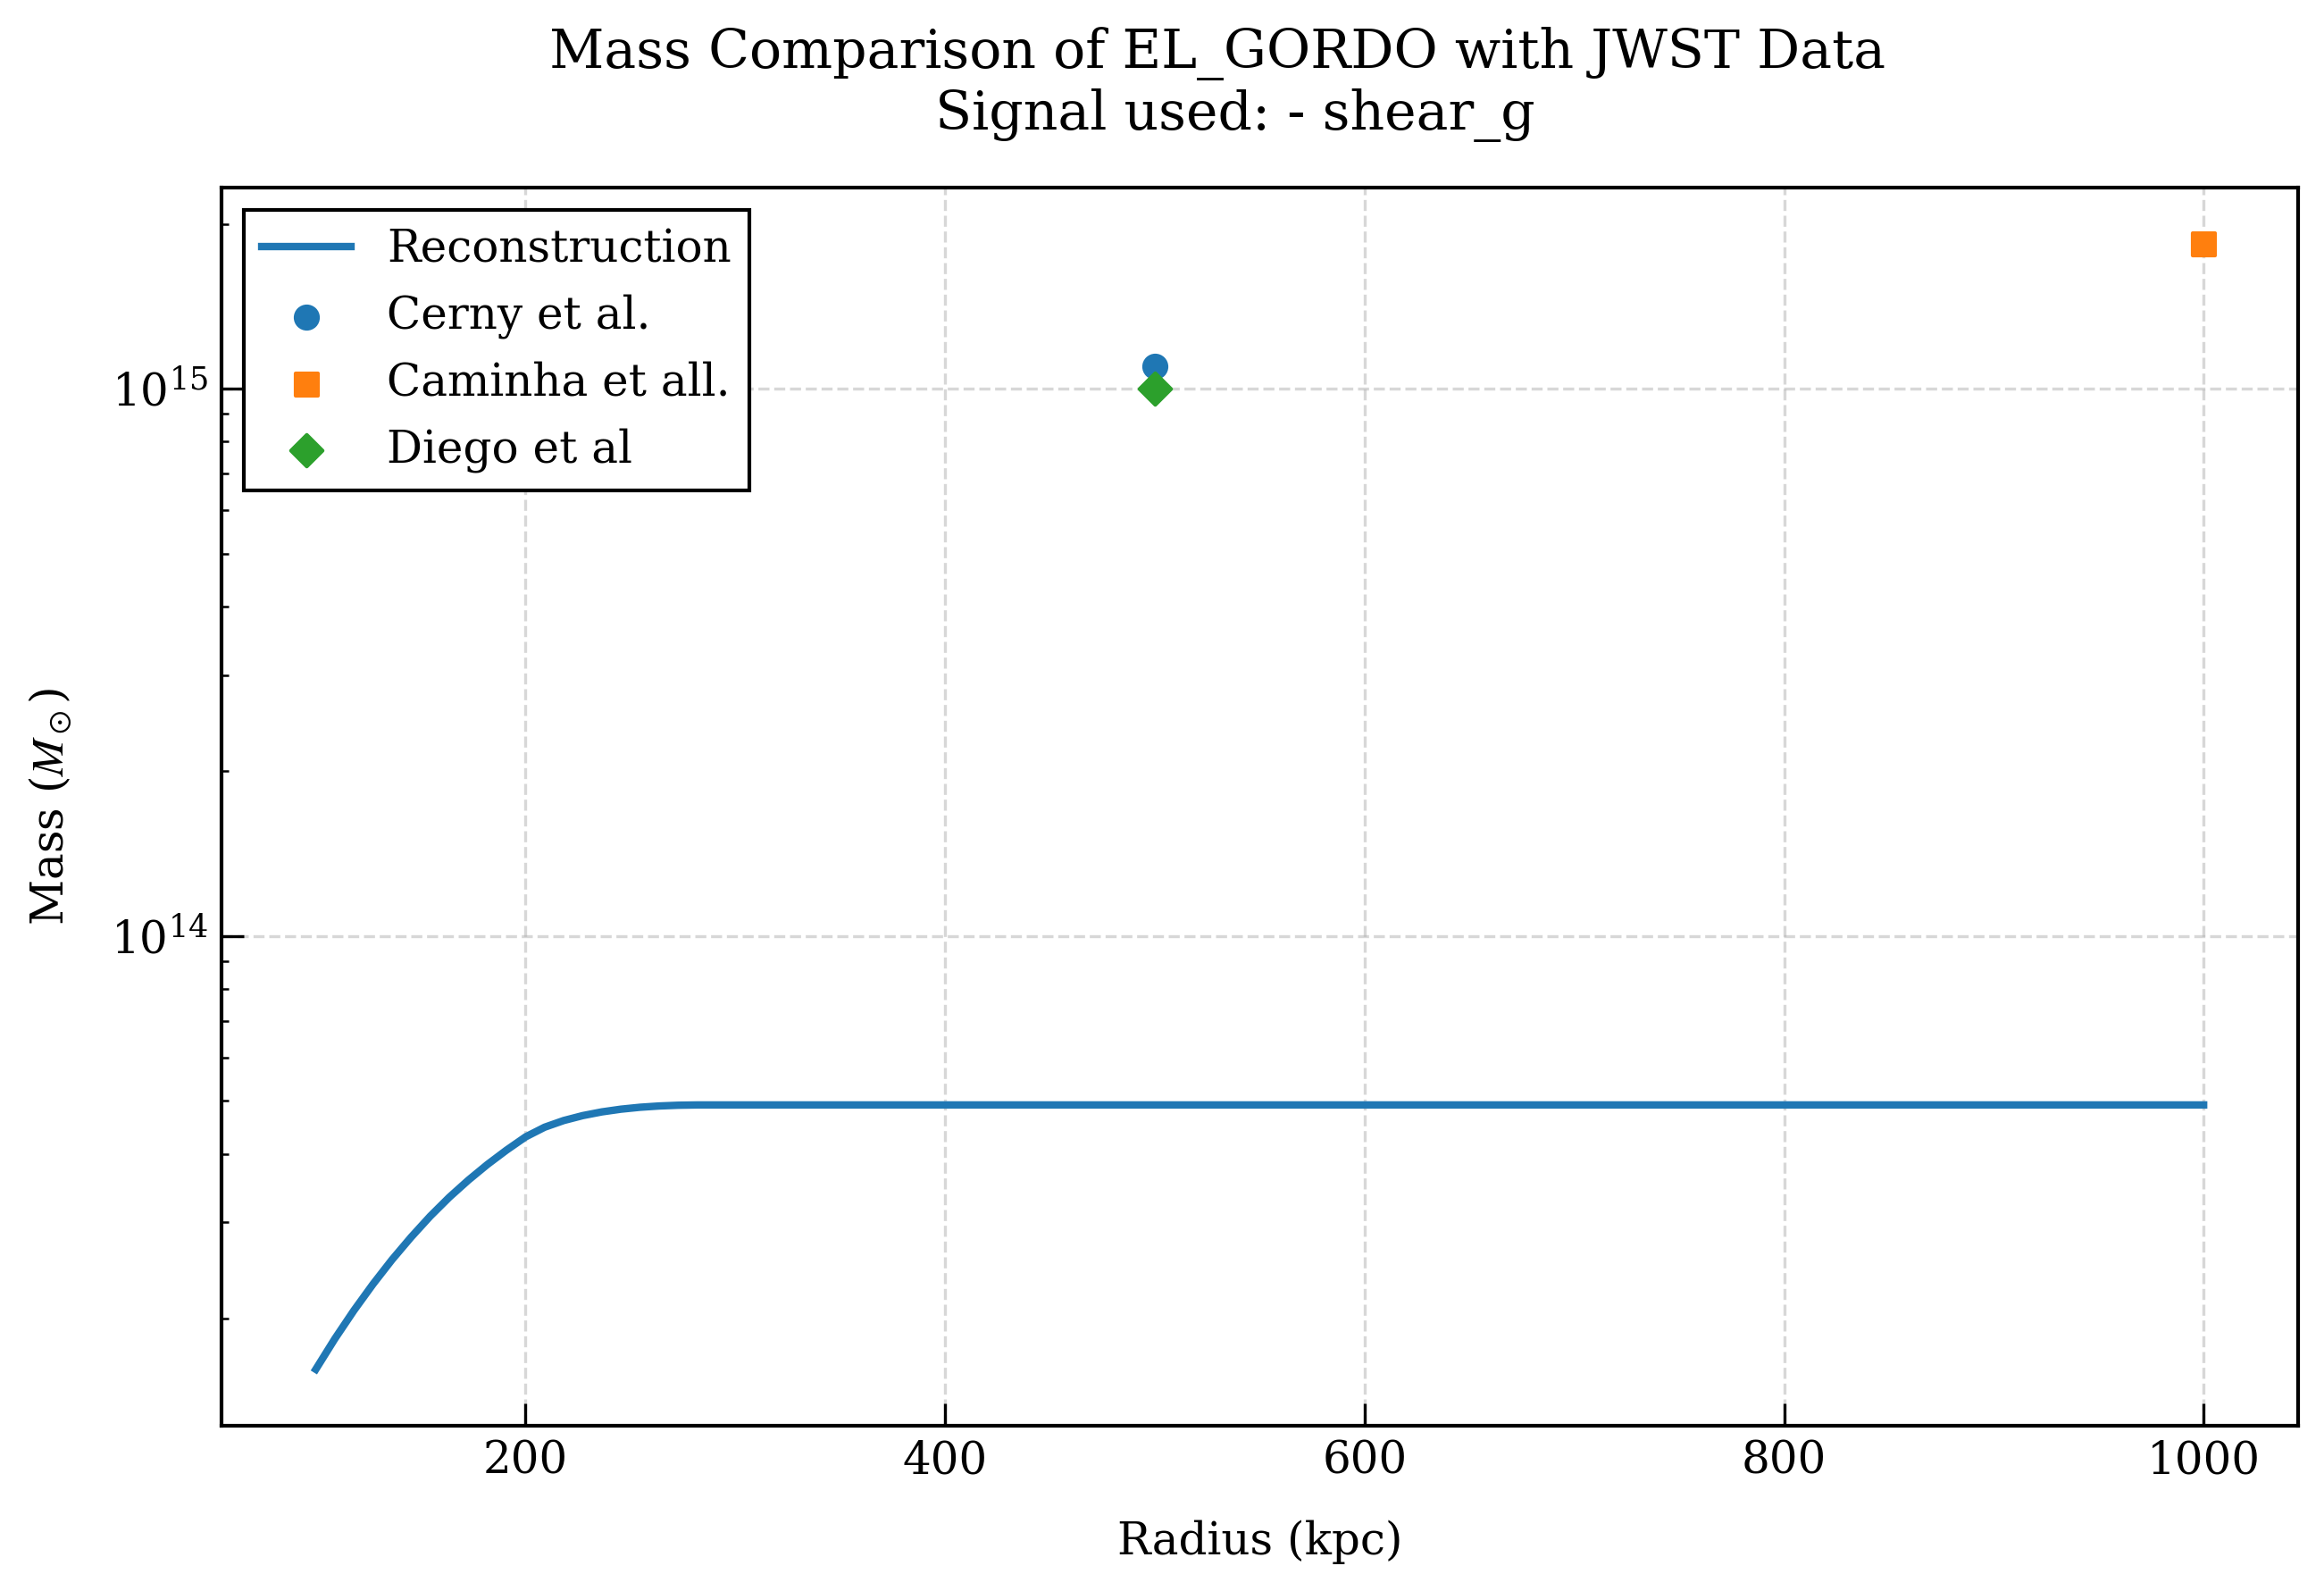 Mass Comparison of EL_GORDO with JWST Data
Signal used: - shear_g
Reconstruction
Cerny et al.
Caminha et all.
Diego et al
10^15
10^14
Mass (M_⊙)
200 400 600 800 1000
Radius (kpc)